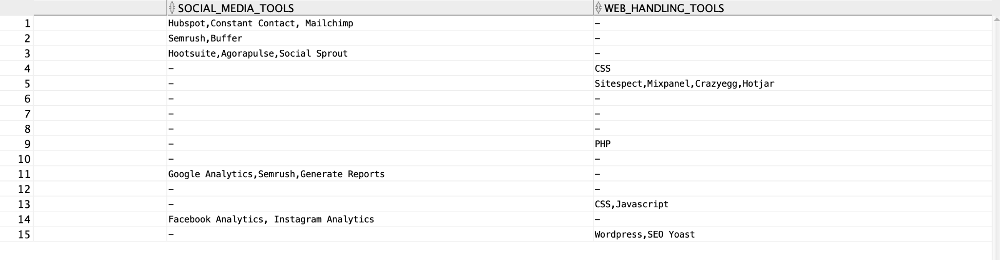 SOCIAL_MEDIA_TOOLS WEB_HANDLING_TOOLS
1 Hubspot,Constant Contact, Mailchimp -
2 Semrush,Buffer -
3 Hootsuite,Agorapulse,Social Sprout -
4 - CSS
5 - Sitespect,Mixpanel,Crazyegg,Hotjar
6 - -
7 - -
8 - -
9 - PHP
10 - -
11 Google Analytics,Semrush,Generate Reports -
12 - -
13 - CSS,Javascript
14 Facebook Analytics, Instagram Analytics -
15 - Wordpress,SEO Yoast